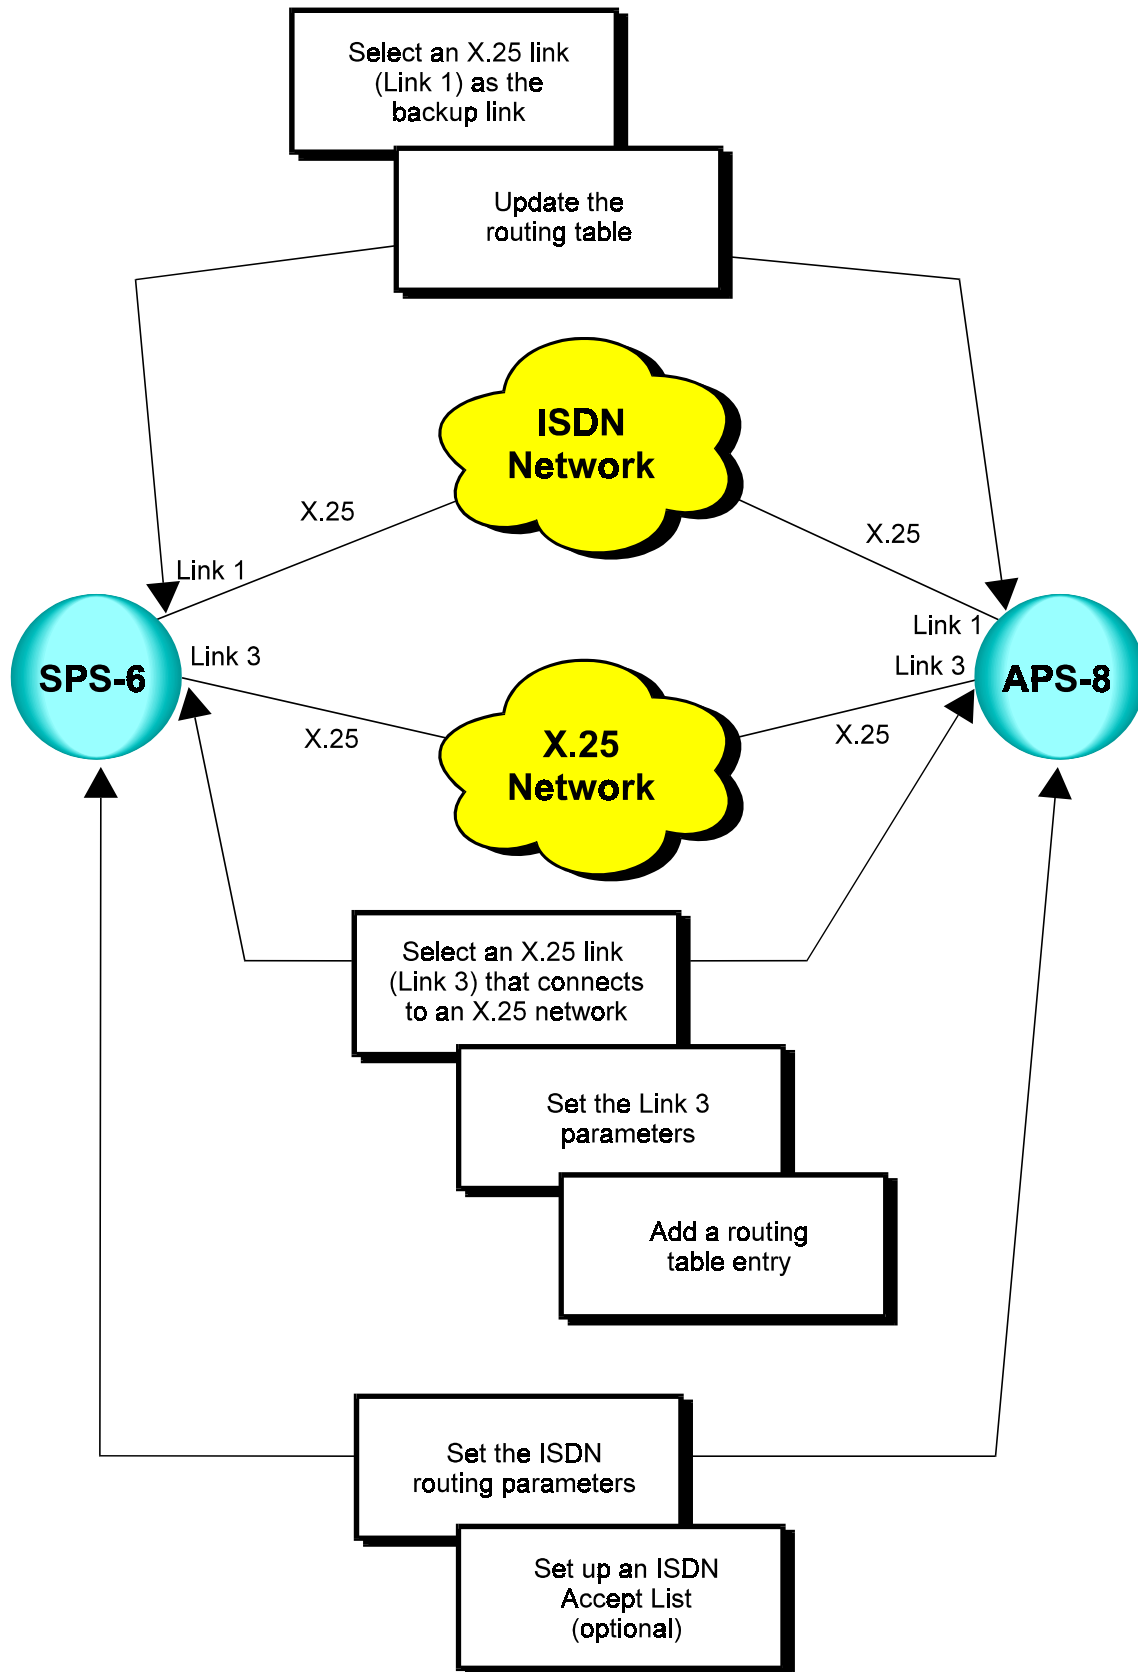 Select an X.25 link
(Link 1) as the
backup link
Update the
routing table
ISDN
Network
X.25
X.25
Link 1
Link 1
SPS-6
Link 3
Link 3
APS-8
X.25
Network
X.25
X.25
Select an X.25 link
(Link 3) that connects
to an X.25 network
Set the Link 3
parameters
Add a routing
table entry
Set the ISDN
routing parameters
Set up an ISDN
Accept List
(optional)